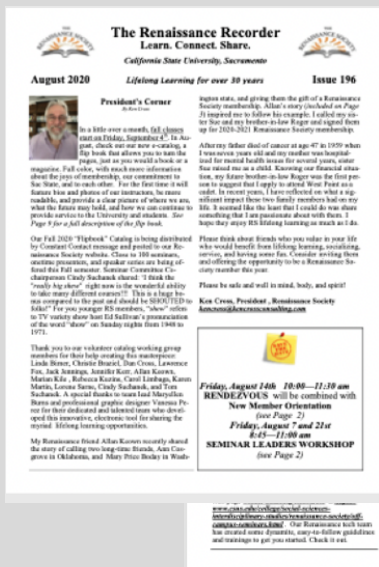 The Renaissance Recorder
Learn. Connect. Share.
California State University, Sacramento
August 2020 Lifelong Learning for over 30 years Issue 196
President's Corner
By Ken Cross
In a little over a month, fall classes
start on Friday, September 4th. In Au-
gust, check out our new e-catalog, a
flip book that allows you to turn the
pages, just as you would a book or a
magazine. Full color, with much more information
about the joys of membership, our commitment to
Sac State, and to each other. For the first time it will
feature bios and photos of our instructors, be more
readable, and provide a clear picture of where we are,
what the future may hold, and how we can continue to
provide service to the University and students. See
Page 9 for a full description of the flip book.
Our Fall 2020 "Flipbook" Catalog is being distributed
by Constant Contact message and posted to our Re-
naissance Society website. Close to 100 seminars,
onetime presenters, and speaker series are being of-
fered this Fall semester. Seminar Committee Co-
chairperson Cindy Suchanek shared: "I think the
"really big shew" right now is the wonderful ability
to take many different courses!!! This is a huge bo-
nus compared to the past and should be SHOUTED to
folks!" For you younger RS members, "shew" refers
to TV variety show host Ed Sullivan's pronunciation
of the word "show" on Sunday nights from 1948 to
1971.
Thank you to our volunteer catalog working group
members for their help creating this masterpiece:
Linda Bimer, Christie Braziel, Dan Cross, Lawrence
Fox, Jack Jennings, Jennifer Kerr, Allan Keown,
Marian Kile, Rebecca Kuzins, Carol Limbaga, Karen
Martin, Lorena Sarno, Cindy Suchanek, and Tom
Suchanek. A special thanks to team lead Maryellen
Burns and professional graphic designer Vanessa Pe-
rez for their dedicated and talented team who devel-
oped this innovative, electronic tool for sharing the
myriad lifelong learning opportunities.
My Renaissance friend Allan Keown recently shared
the story of calling two long-time friends, Ann Cos-
grove in Oklahoma, and Mary Price Boday in Wash-
ington state, and giving them the gift of a Renaissance
Society membership. Allan's story (included on Page
3) inspired me to follow his example. I called my sis-
ter Sue and my brother-in-law Roger and signed them
up for 2020-2021 Renaissance Society membership.
After my father died of cancer at 47 in 1959 when
I was seven years old and my mother was hospital-
ized for mental health issues for several years, sister
Sue raised me as a child. Knowing our financial situa-
tion, my future brother-in-law Roger was the first per-
son to suggest that I apply to attend West Point as a
cadet. In recent years, I have reflected on what a sig-
nificant impact these two family members had on my
life. It seemed like the least that I could do was share
something that I am passionate about with them. I
hope they enjoy RS lifelong learning as much as I do.
Please think about friends who you value in your life
who would benefit from lifelong learning, socializing,
service, and having some fun. Consider inviting them
and offering the opportunity to be a Renaissance So-
ciety member this year.
Please be safe and well in mind, body, and spirit!
Ken Cross, President, Renaissance Society
kencross@kencrossconsulting.com
Friday, August 14th 10:00—11:30 am
RENDEZVOUS will be combined with
New Member Orientation
(see Page 2)
Friday, August 7 and 21st
8:45—11:00 am
SEMINAR LEADERS WORKSHOP
(see Page 2)
www.csus.edu/college/social-sciences-
interdisciplinary-studies/renaissance-society/off-
campus-seminars.html. Our Renaissance tech team
has created some dynamite, easy-to-follow guidelines
and trainings to get you started. Check it out.